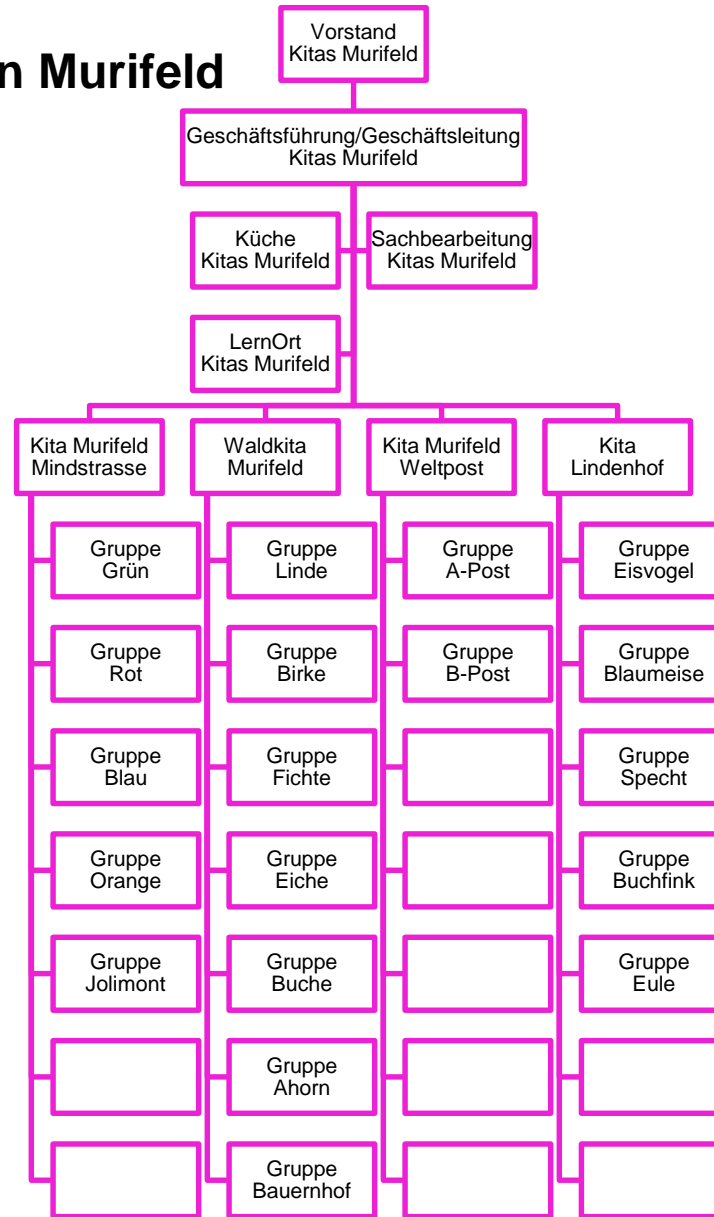 n Murifeld
Vorstand
Kitas Murifeld
Geschäftsführung/Geschäftsleitung
Kitas Murifeld
Küche
Kitas Murifeld
Sachbearbeitung
Kitas Murifeld
LernOrt
Kitas Murifeld
Kita Murifeld
Mindstrasse
Waldkita
Murifeld
Kita Murifeld
Weltpost
Kita
Lindenhof
Gruppe
Grün
Gruppe
Linde
Gruppe
A-Post
Gruppe
Eisvogel
Gruppe
Rot
Gruppe
Birke
Gruppe
B-Post
Gruppe
Blaumeise
Gruppe
Blau
Gruppe
Fichte
Gruppe
Specht
Gruppe
Orange
Gruppe
Eiche
Gruppe
Buchfink
Gruppe
Jolimont
Gruppe
Buche
Gruppe
Eule
Gruppe
Ahorn
Gruppe
Bauernhof